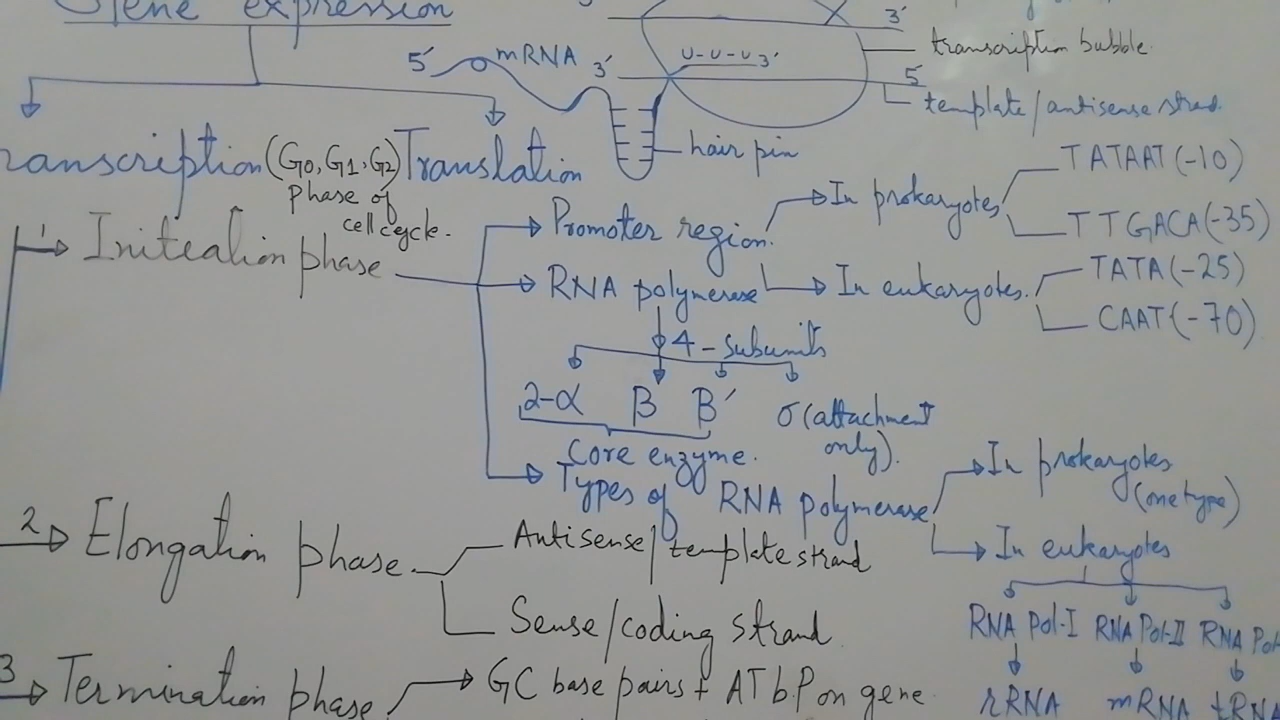 Gene expression
3'
transcription bubble
5' mRNA 3' U-U-U-U 3' 5'
template/antisense strad.
hair pin
ranscription (G0, G1, G2) Translation
Phase of
cell cycle.
In prokaryotes
TATAAT (-10)
TTGACA (-35)
1 Initealion phase
Promoter region.
In eukaryotes.
TATA (-25)
CAAT (-70)
RNA polymerase
4-subunits
2-α β β' σ (attachment
only).
Core enzyme.
Types of RNA polymerase
In prokaryotes
(one type)
In eukaryotes
RNA Pol-I RNA Pol-II RNA Pol
rRNA mRNA tRNA
2 Elongation phase.
Antisense/template strand
Sense/coding strand
3 Termination phase
GC base pairs + AT b.P on gene